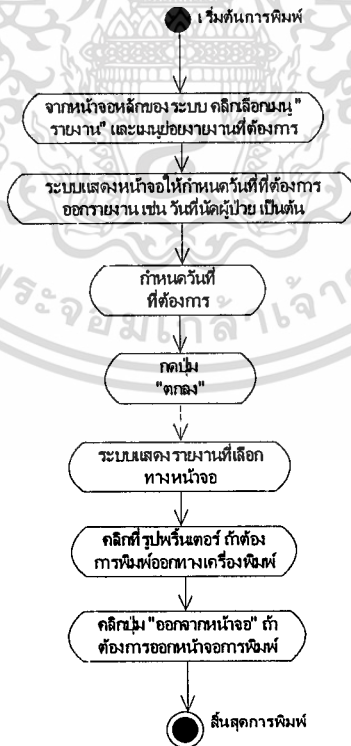 เริ่มต้นการพิมพ์
จากหน้าจอหลักของระบบ คลิกเลือกเมนู "
รายงาน" และเมนูย่อยงายงานที่ต้องการ
ระบบแสดงหน้าจอให้กำหนดวันที่ที่ต้องการ
ออกรายงาน เช่น วันที่นัดผู้ป่วย เป็นต้น
กำหนดวันที่
ที่ต้องการ
พระจอมเกล้าเจ้า
กดปุ่ม
"ตกลง"
ระบบแสดงรายงานที่เลือก
ทางหน้าจอ
คลิกที่รูปพริ้นเตอร์ ถ้าต้อง
การพิมพ์ออกทางเครื่องพิมพ์
คลิกปุ่ม "ออกจากหน้าจอ" ถ้า
ต้องการออกหน้าจอการพิมพ์
สิ้นสุดการพิมพ์